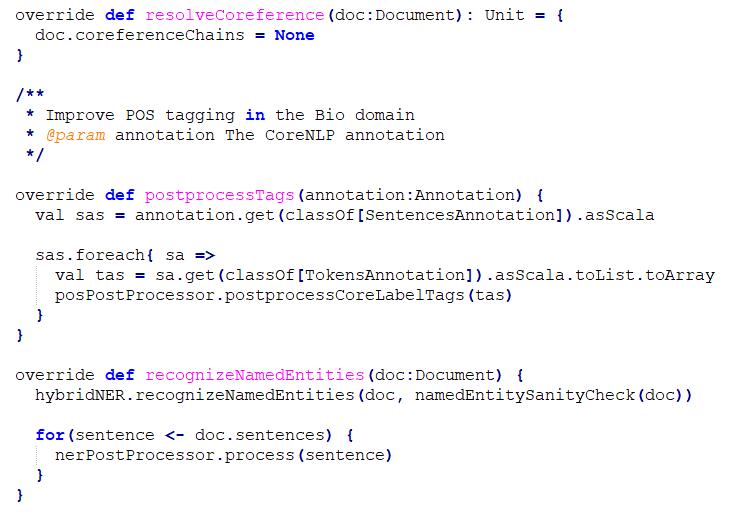 override def resolveCoreference(doc:Document): Unit = {
  doc.coreferenceChains = None
}
/**
 * Improve POS tagging in the Bio domain
 * @param annotation The CoreNLP annotation
 */
override def postprocessTags(annotation:Annotation) {
  val sas = annotation.get(classOf[SentencesAnnotation]).asScala
  sas.foreach{ sa =>
    val tas = sa.get(classOf[TokensAnnotation]).asScala.toList.toArray
    posPostProcessor.postprocessCoreLabelTags(tas)
  }
}
override def recognizeNamedEntities(doc:Document) {
  hybridNER.recognizeNamedEntities(doc, namedEntitySanityCheck(doc))
  for(sentence <- doc.sentences) {
    nerPostProcessor.process(sentence)
  }
}